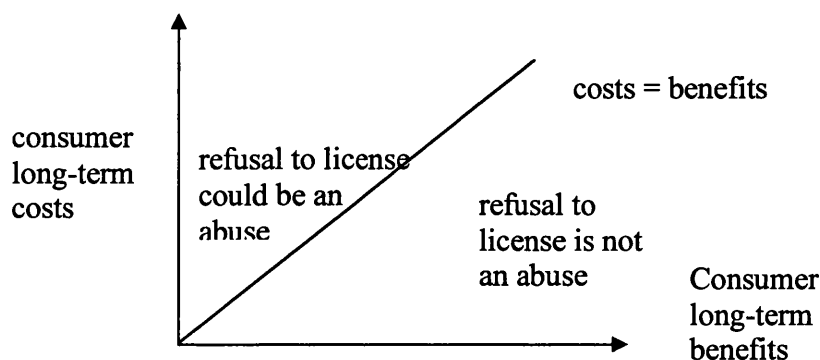 costs = benefits
consumer
long-term
costs
refusal to license
could be an
abuse
refusal to
license is not
an abuse
Consumer
long-term
benefits